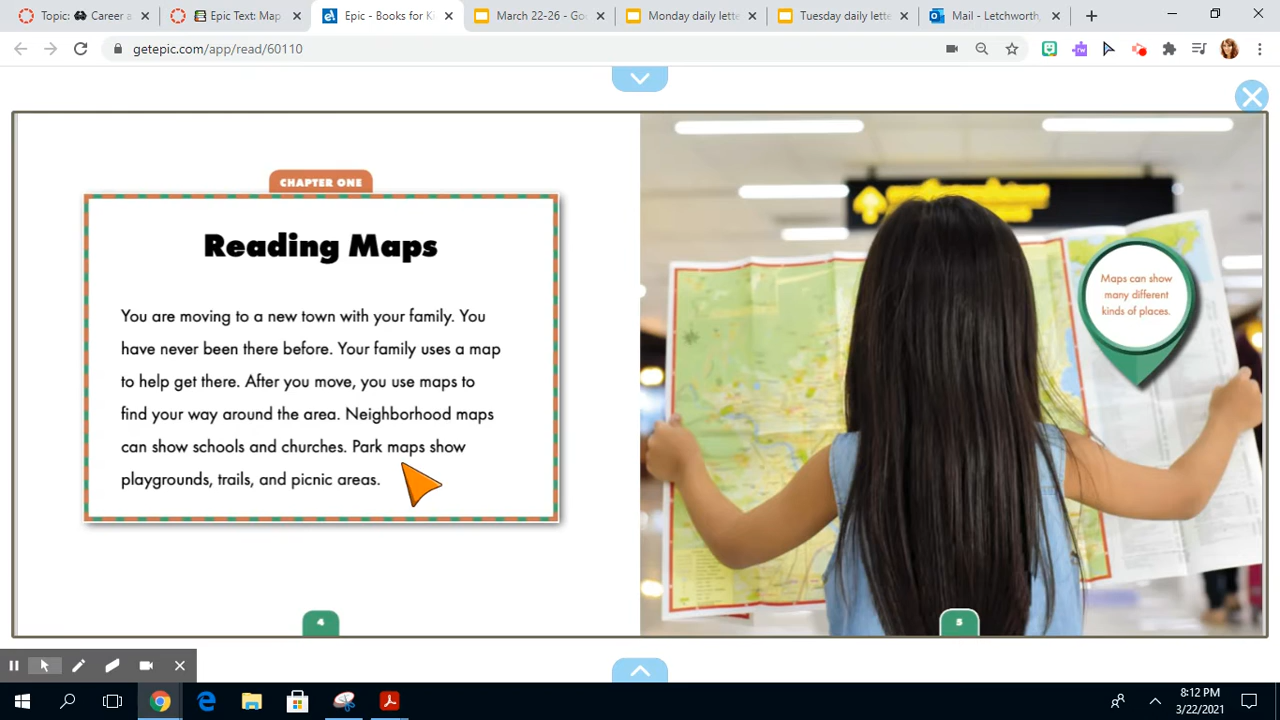 Topic: 🕶 Career a
Epic Text: Map
Epic - Books for Ki
March 22-26 - Go
Monday daily lette
Tuesday daily lette
Mail - Letchworth,
getepic.com/app/read/60110
CHAPTER ONE
Reading Maps
You are moving to a new town with your family. You
have never been there before. Your family uses a map
to help get there. After you move, you use maps to
find your way around the area. Neighborhood maps
can show schools and churches. Park maps show
playgrounds, trails, and picnic areas.
4
Maps can show
many different
kinds of places.
5
8:12 PM
3/22/2021